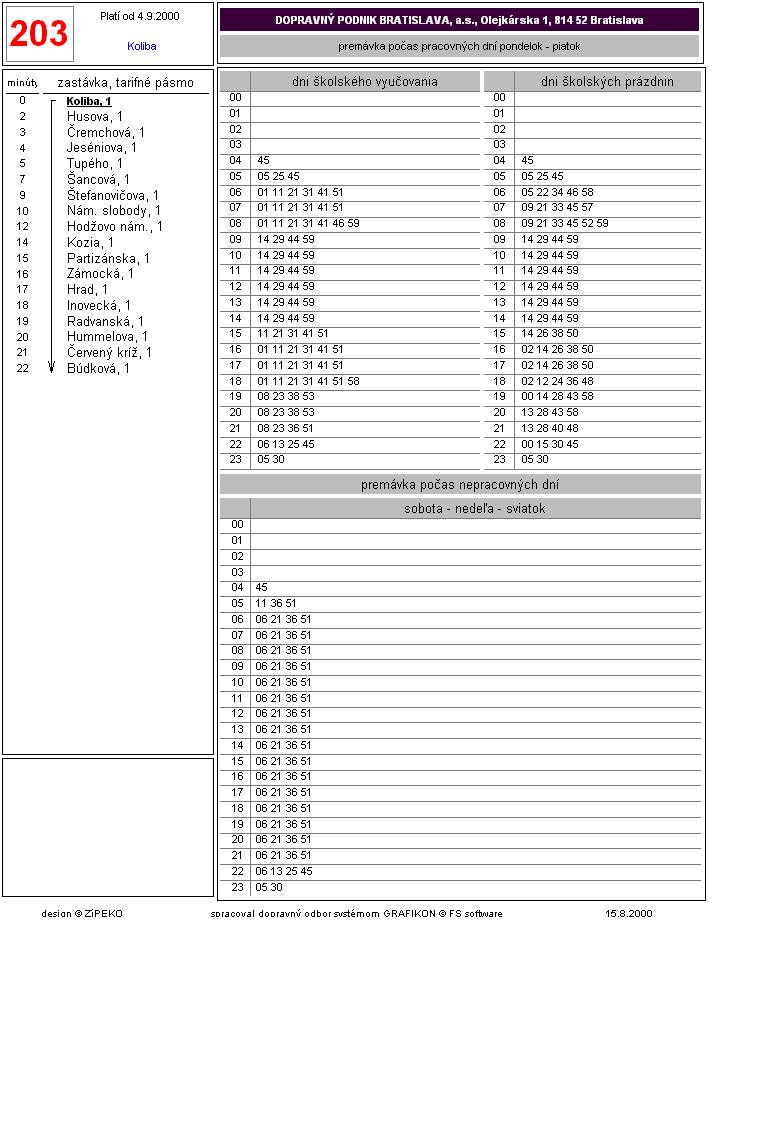 203
Platí od 4.9.2000
Koliba
DOPRAVNÝ PODNIK BRATISLAVA, a.s., Olejkárska 1, 814 52 Bratislava
premávka počas pracovných dní pondelok - piatok
minúty zastávka, tarifné pásmo
0 Koliba, 1
2 Husova, 1
3 Čremchová, 1
4 Jeséniova, 1
5 Tupého, 1
7 Šancová, 1
9 Štefanovičova, 1
10 Nám. slobody, 1
12 Hodžovo nám., 1
14 Kozia, 1
15 Partizánska, 1
16 Zámocká, 1
17 Hrad, 1
18 Inovecká, 1
19 Radvanská, 1
20 Hummelova, 1
21 Červený kríž, 1
22 Búdková, 1
dni školského vyučovania
00
01
02
03
04 45
05 05 25 45
06 01 11 21 31 41 51
07 01 11 21 31 41 51
08 01 11 21 31 41 46 59
09 14 29 44 59
10 14 29 44 59
11 14 29 44 59
12 14 29 44 59
13 14 29 44 59
14 14 29 44 59
15 11 21 31 41 51
16 01 11 21 31 41 51
17 01 11 21 31 41 51
18 01 11 21 31 41 51 58
19 08 23 38 53
20 08 23 38 53
21 08 23 36 51
22 06 13 25 45
23 05 30
dni školských prázdnin
00
01
02
03
04 45
05 05 25 45
06 05 22 34 46 58
07 09 21 33 45 57
08 09 21 33 45 52 59
09 14 29 44 59
10 14 29 44 59
11 14 29 44 59
12 14 29 44 59
13 14 29 44 59
14 14 29 44 59
15 14 26 38 50
16 02 14 26 38 50
17 02 14 26 38 50
18 02 12 24 36 48
19 00 14 28 43 58
20 13 28 43 58
21 13 28 40 48
22 00 15 30 45
23 05 30
premávka počas nepracovných dní
sobota - nedeľa - sviatok
00
01
02
03
04 45
05 11 36 51
06 06 21 36 51
07 06 21 36 51
08 06 21 36 51
09 06 21 36 51
10 06 21 36 51
11 06 21 36 51
12 06 21 36 51
13 06 21 36 51
14 06 21 36 51
15 06 21 36 51
16 06 21 36 51
17 06 21 36 51
18 06 21 36 51
19 06 21 36 51
20 06 21 36 51
21 06 21 36 51
22 06 13 25 45
23 05 30
design © ZiPEKO spracoval dopravný odbor systémom GRAFIKON © FS software 15.8.2000